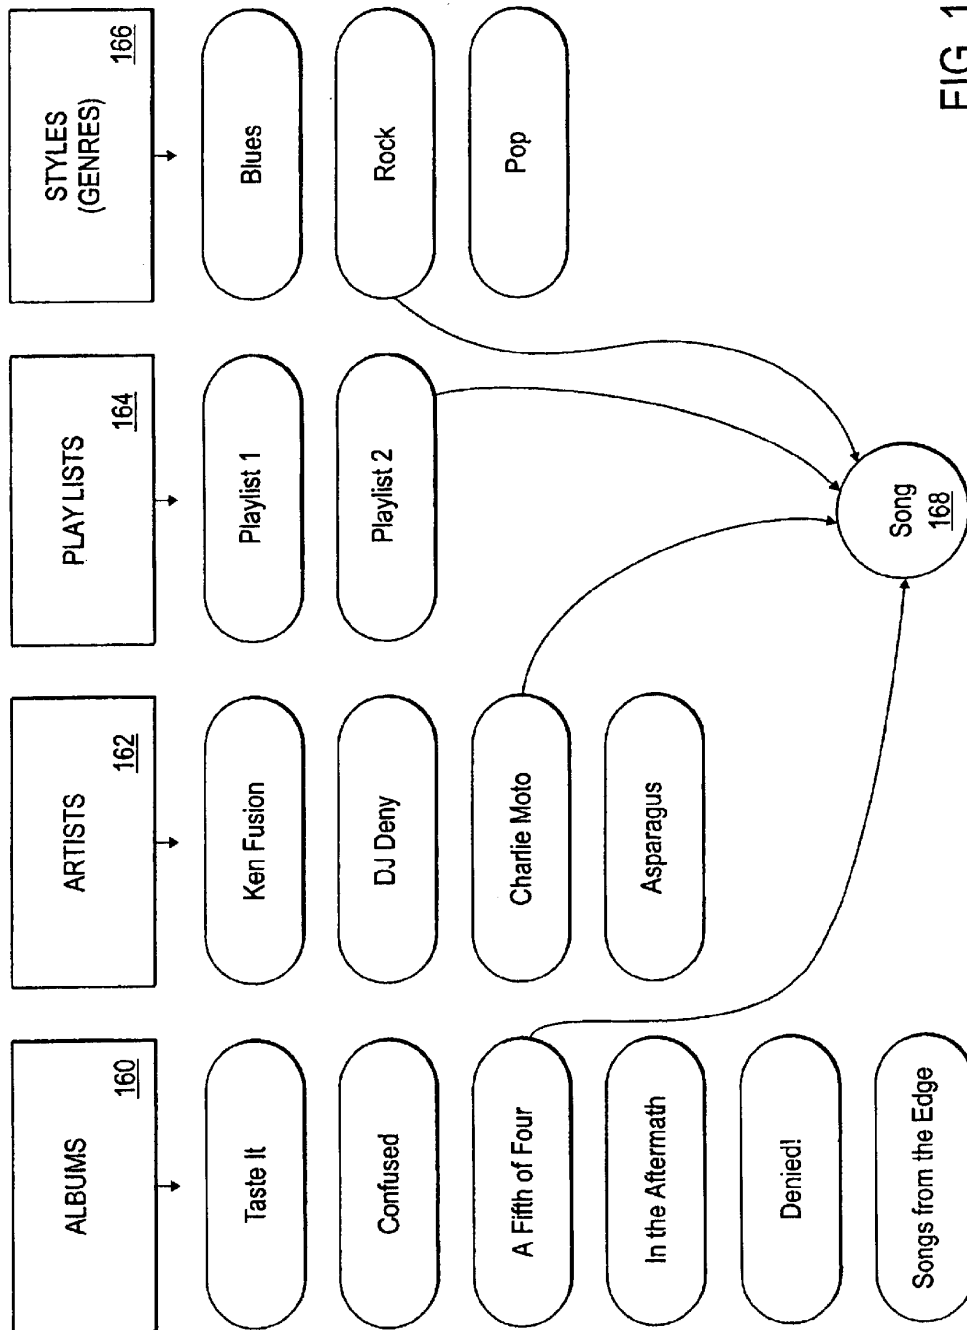 ALBUMS
160
Taste It
Confused
A Fifth of Four
In the Aftermath
Denied!
Songs from the Edge
ARTISTS
162
Ken Fusion
DJ Deny
Charlie Moto
Asparagus
PLAYLISTS
164
Playlist 1
Playlist 2
STYLES
(GENRES)
166
Blues
Rock
Pop
Song
168
FIG. 1